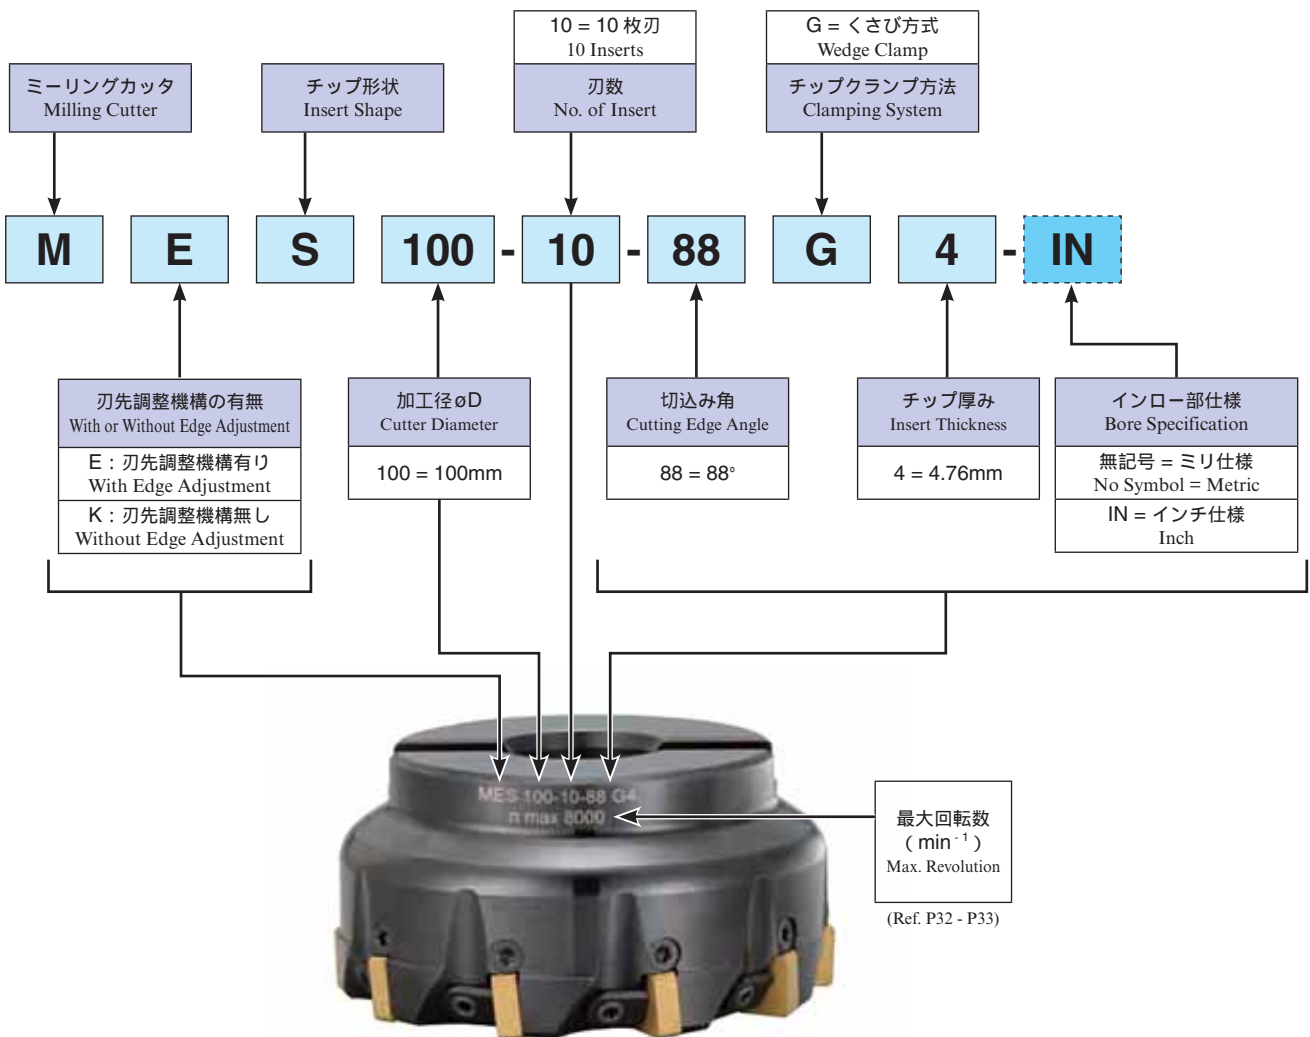 10 = 10 枚刃
10 Inserts
G = くさび方式
Wedge Clamp
ミーリングカッタ
Milling Cutter
チップ形状
Insert Shape
刃数
No. of Insert
チップクランプ方法
Clamping System
M E S 100 - 10 - 88 G 4 - IN
刃先調整機構の有無
With or Without Edge Adjustment
E : 刃先調整機構有り
With Edge Adjustment
K : 刃先調整機構無し
Without Edge Adjustment
加工径øD
Cutter Diameter
100 = 100mm
切込み角
Cutting Edge Angle
88 = 88°
チップ厚み
Insert Thickness
4 = 4.76mm
インロー部仕様
Bore Specification
無記号 = ミリ仕様
No Symbol = Metric
IN = インチ仕様
Inch
MES 100-10-88 G4
n max 8000
最大回転数
( min⁻¹ )
Max. Revolution
(Ref. P32 - P33)